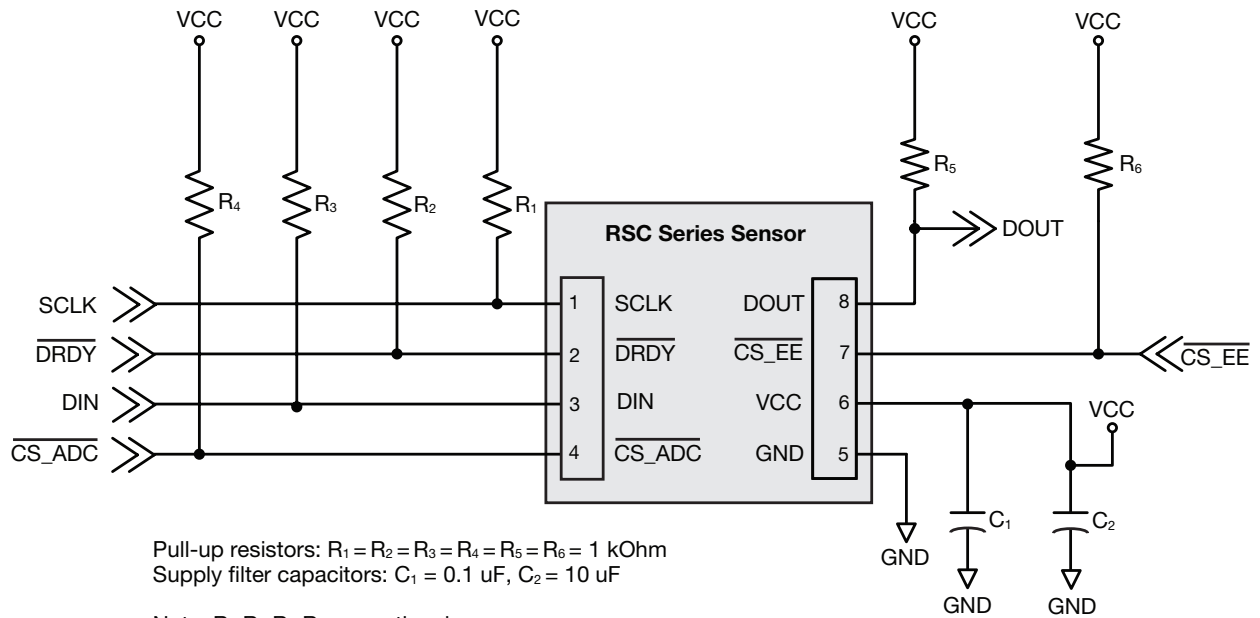 VCC VCC VCC VCC VCC VCC
R₄ R₃ R₂ R₁ R₅ R₆
RSC Series Sensor
DOUT
SCLK 1 SCLK DOUT 8
DRDY 2 DRDY CS_EE 7 CS_EE
DIN 3 DIN VCC 6 VCC
CS_ADC 4 CS_ADC GND 5
C₁ C₂
GND
GND GND
Pull-up resistors: R₁ = R₂ = R₃ = R₄ = R₅ = R₆ = 1 kOhm
Supply filter capacitors: C₁ = 0.1 uF, C₂ = 10 uF